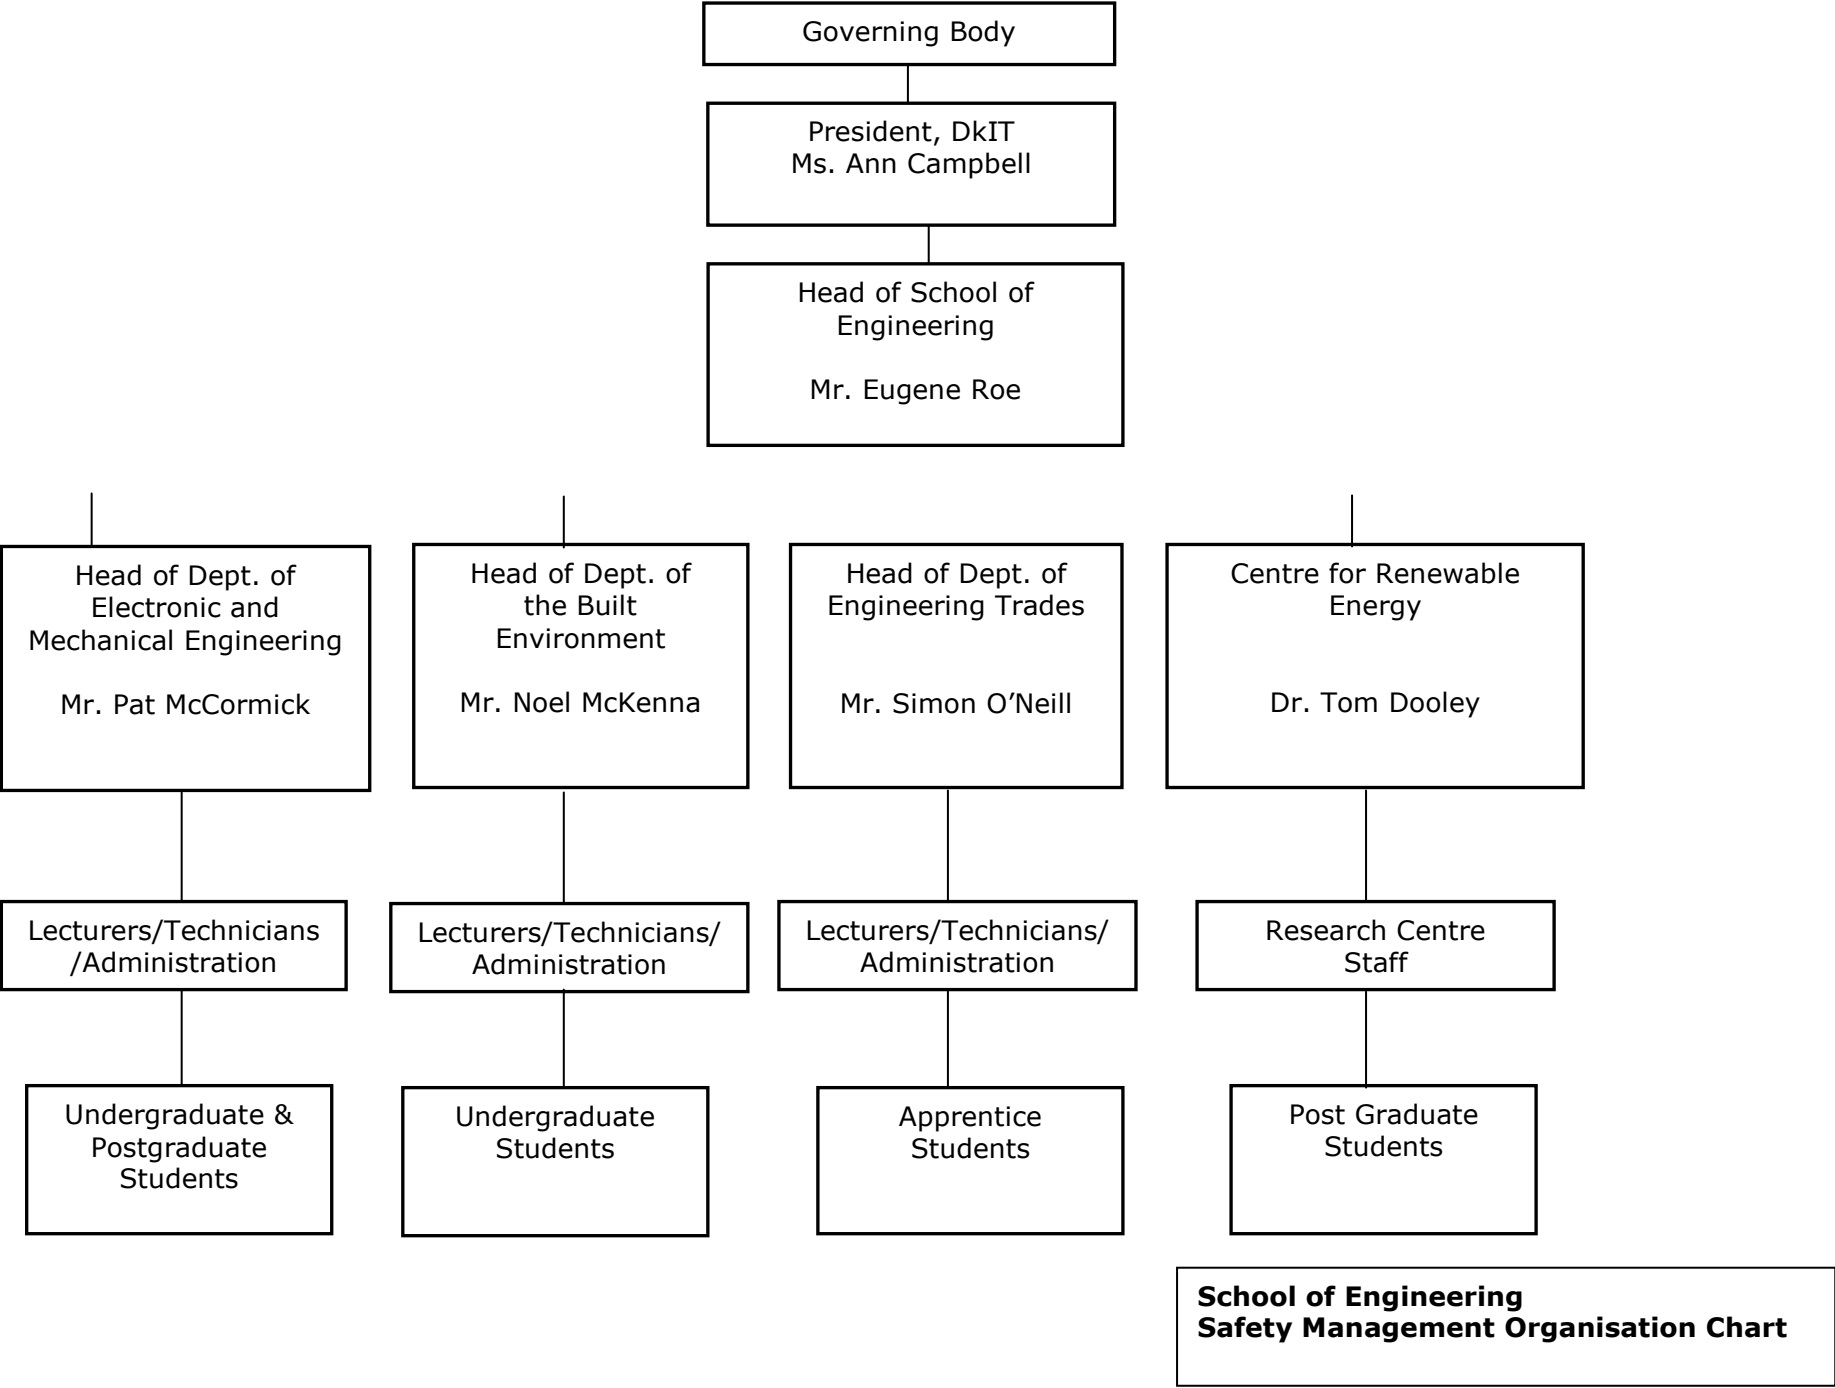 Governing Body
President, DkIT
Ms. Ann Campbell
Head of School of
Engineering
Mr. Eugene Roe
Head of Dept. of
Electronic and
Mechanical Engineering
Mr. Pat McCormick
Head of Dept. of
the Built
Environment
Mr. Noel McKenna
Head of Dept. of
Engineering Trades
Mr. Simon O’Neill
Centre for Renewable
Energy
Dr. Tom Dooley
Lecturers/Technicians
/Administration
Lecturers/Technicians/
Administration
Lecturers/Technicians/
Administration
Research Centre
Staff
Undergraduate &
Postgraduate
Students
Undergraduate
Students
Apprentice
Students
Post Graduate
Students
School of Engineering
Safety Management Organisation Chart